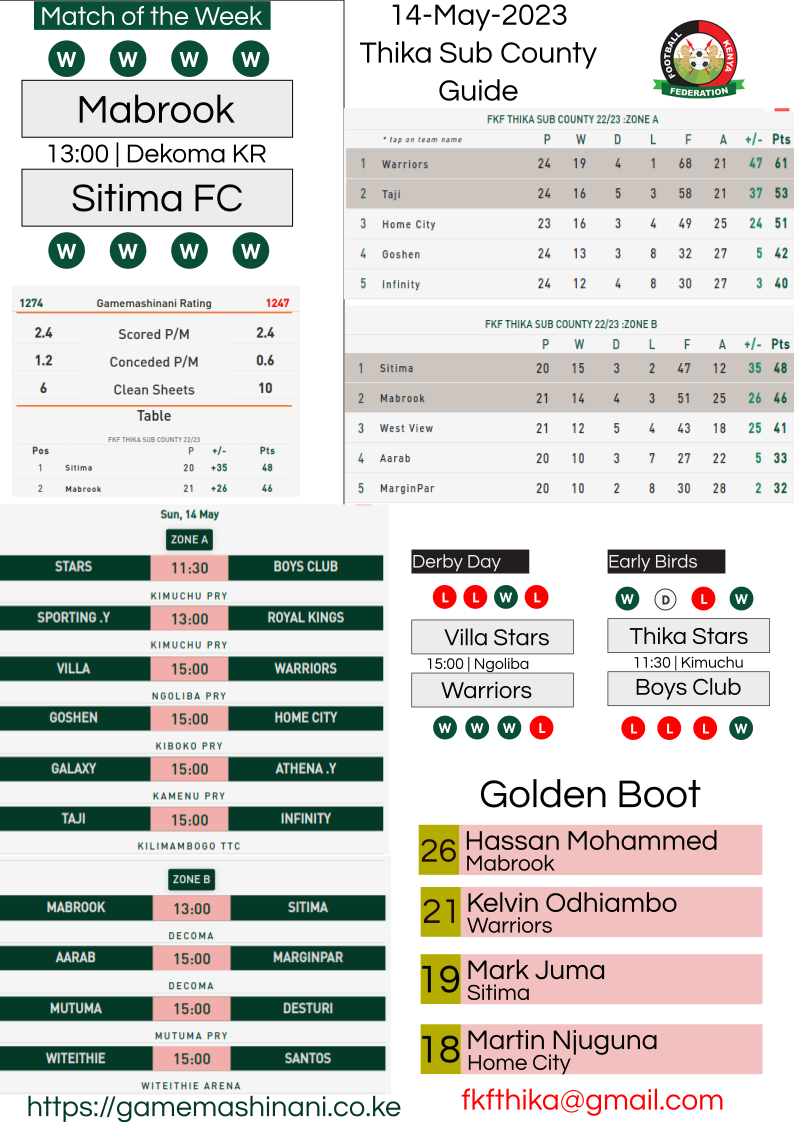 Match of the Week
W W W W
Mabrook
13:00 | Dekoma KR
Sitima FC
W W W W
1274 Gamemashinani Rating 1247
2.4 Scored P/M 2.4
1.2 Conceded P/M 0.6
6 Clean Sheets 10
Table
FKF THIKA SUB COUNTY 22/23
Pos P +/- Pts
1 Sitima 20 +35 48
2 Mabrook 21 +26 46
14-May-2023
Thika Sub County
Guide
FOOTBALL KENYA
FEDERATION
FKF THIKA SUB COUNTY 22/23 :ZONE A
* tap on team name P W D L F A +/- Pts
1 Warriors 24 19 4 1 68 21 47 61
2 Taji 24 16 5 3 58 21 37 53
3 Home City 23 16 3 4 49 25 24 51
4 Goshen 24 13 3 8 32 27 5 42
5 Infinity 24 12 4 8 30 27 3 40
FKF THIKA SUB COUNTY 22/23 :ZONE B
P W D L F A +/- Pts
1 Sitima 20 15 3 2 47 12 35 48
2 Mabrook 21 14 4 3 51 25 26 46
3 West View 21 12 5 4 43 18 25 41
4 Aarab 20 10 3 7 27 22 5 33
5 MarginPar 20 10 2 8 30 28 2 32
Sun, 14 May
ZONE A
STARS 11:30 BOYS CLUB
KIMUCHU PRY
SPORTING .Y 13:00 ROYAL KINGS
KIMUCHU PRY
VILLA 15:00 WARRIORS
NGOLIBA PRY
GOSHEN 15:00 HOME CITY
KIBOKO PRY
GALAXY 15:00 ATHENA .Y
KAMENU PRY
TAJI 15:00 INFINITY
KILIMAMBOGO TTC
ZONE B
MABROOK 13:00 SITIMA
DECOMA
AARAB 15:00 MARGINPAR
DECOMA
MUTUMA 15:00 DESTURI
MUTUMA PRY
WITEITHIE 15:00 SANTOS
WITEITHIE ARENA
https://gamemashinani.co.ke
Derby Day
L L W L
Villa Stars
15:00 | Ngoliba
Warriors
W W W L
Early Birds
W D L W
Thika Stars
11:30 | Kimuchu
Boys Club
L L L W
Golden Boot
26 Hassan Mohammed
Mabrook
21 Kelvin Odhiambo
Warriors
19 Mark Juma
Sitima
18 Martin Njuguna
Home City
fkfthika@gmail.com